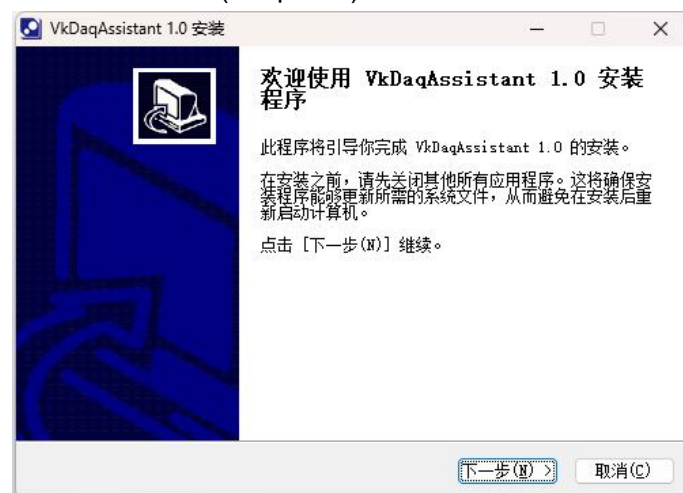 VkDaqAssistant 1.0 安装
欢迎使用 VkDaqAssistant 1.0 安装
程序
此程序将引导你完成 VkDaqAssistant 1.0 的安装。
在安装之前，请先关闭其他所有应用程序。这将确保安
装程序能够更新所需的系统文件，从而避免在安装后重
新启动计算机。
点击 [下一步(N)] 继续。
下一步(N) >
取消(C)